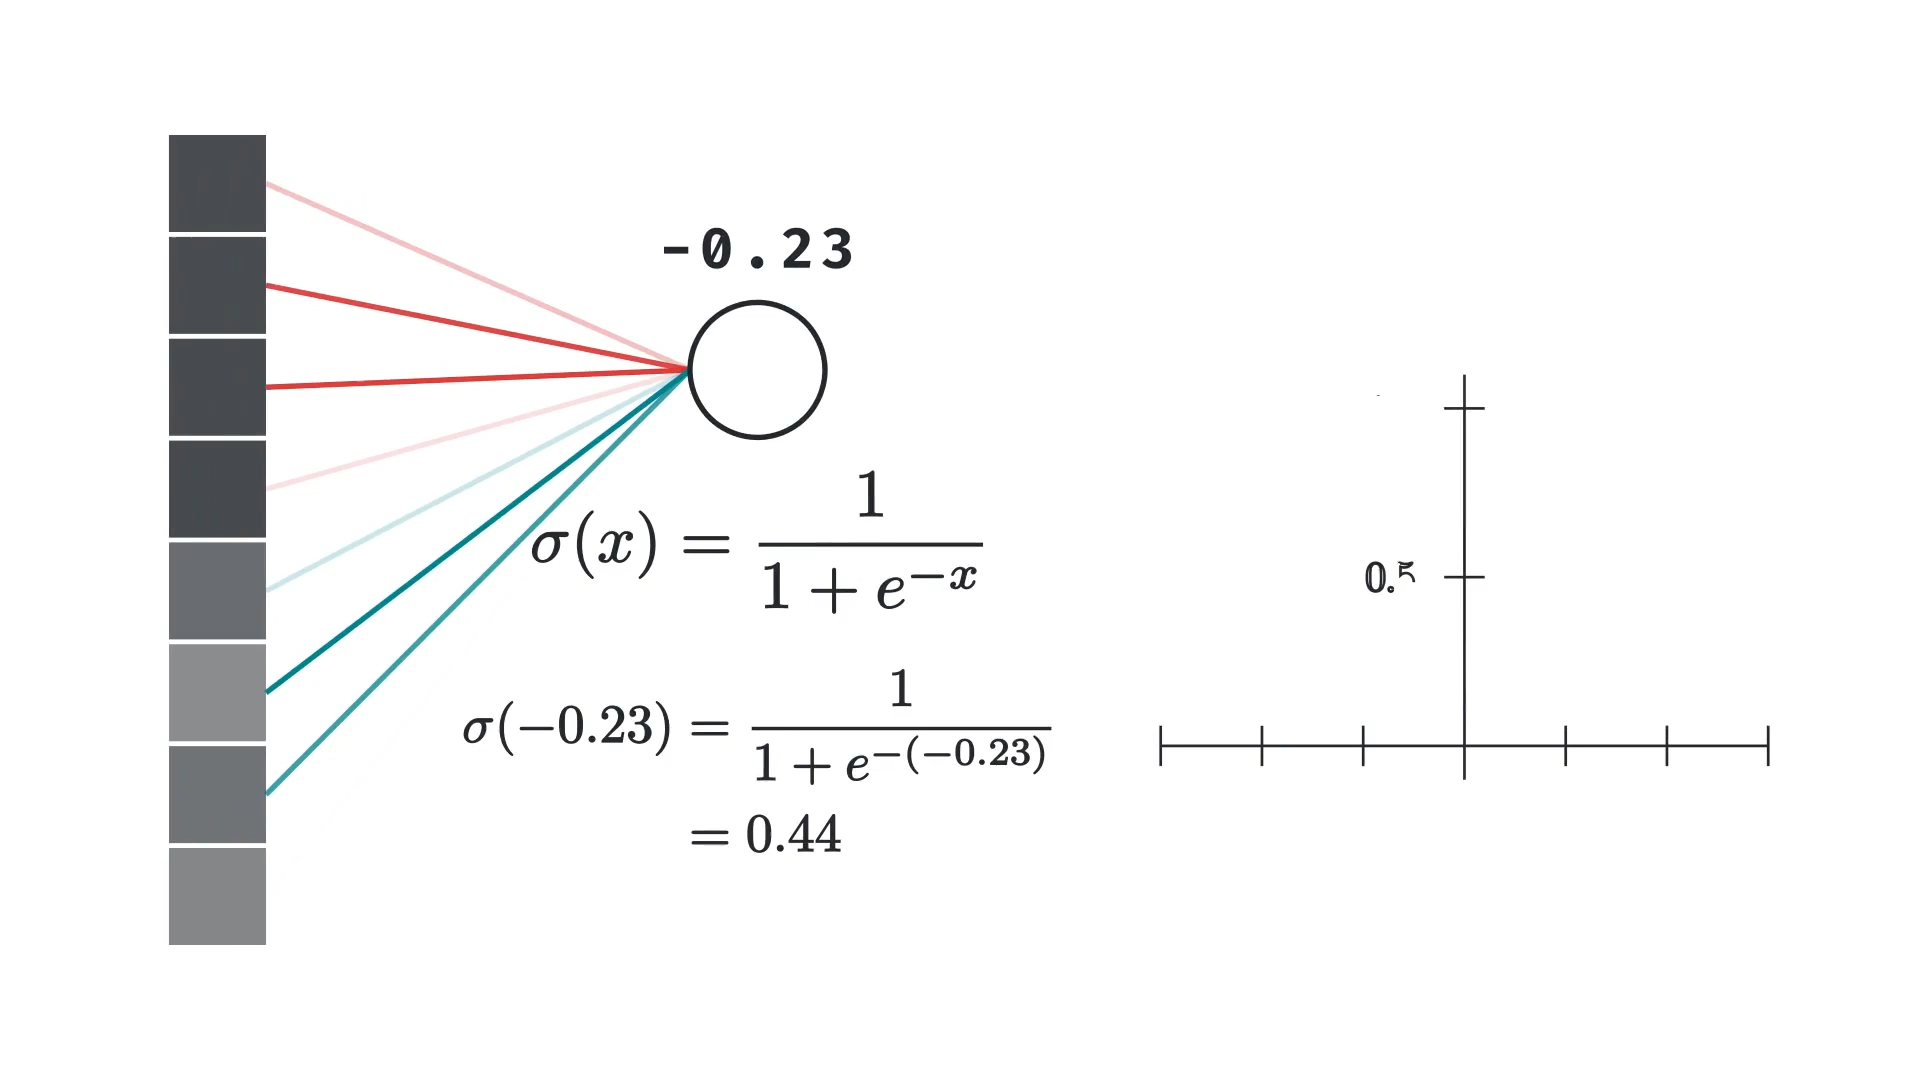 -0.23
σ(x) = 1 / (1 + e^{-x})
σ(−0.23) = 1 / (1 + e^{−(−0.23)})
= 0.44
0.5